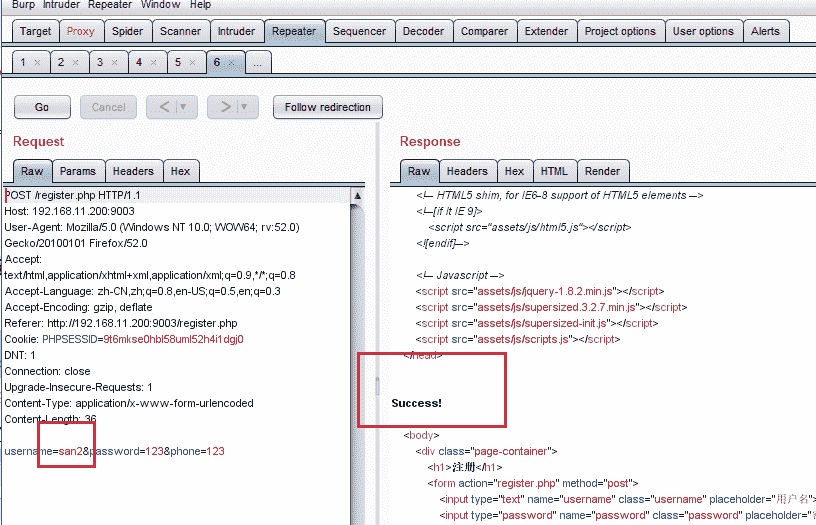 Burp Intruder Repeater Window Help
Target Proxy Spider Scanner Intruder Repeater Sequencer Decoder Comparer Extender Project options User options Alerts
1 × 2 × 3 × 4 × 5 × 6 × ...
Go Cancel < > Follow redirection
Request
Raw Params Headers Hex
POST /register.php HTTP/1.1
Host: 192.168.11.200:9003
User-Agent: Mozilla/5.0 (Windows NT 10.0; WOW64; rv:52.0)
Gecko/20100101 Firefox/52.0
Accept:
text/html,application/xhtml+xml,application/xml;q=0.9,*/*;q=0.8
Accept-Language: zh-CN,zh;q=0.8,en-US;q=0.5,en;q=0.3
Accept-Encoding: gzip, deflate
Referer: http://192.168.11.200:9003/register.php
Cookie: PHPSESSID=9t6mkse0hbl58uml52h4i1dgj0
DNT: 1
Connection: close
Upgrade-Insecure-Requests: 1
Content-Type: application/x-www-form-urlencoded
Content-Length: 36
username=san2&password=123&phone=123
Response
Raw Headers Hex HTML Render
<!-- HTML5 shim, for IE6-8 support of HTML5 elements -->
<!--[if lt IE 9]>
<script src="assets/js/html5.js"></script>
<![endif]-->
<!-- Javascript -->
<script src="assets/js/jquery-1.8.2.min.js"></script>
<script src="assets/js/supersized.3.2.7.min.js"></script>
<script src="assets/js/supersized-init.js"></script>
<script src="assets/js/scripts.js"></script>
</head>
Success!
<body>
<div class="page-container">
<h1>注册</h1>
<form action="register.php" method="post">
<input type="text" name="username" class="username" placeholder="用户名">
<input type="password" name="password" class="password" placeholder="